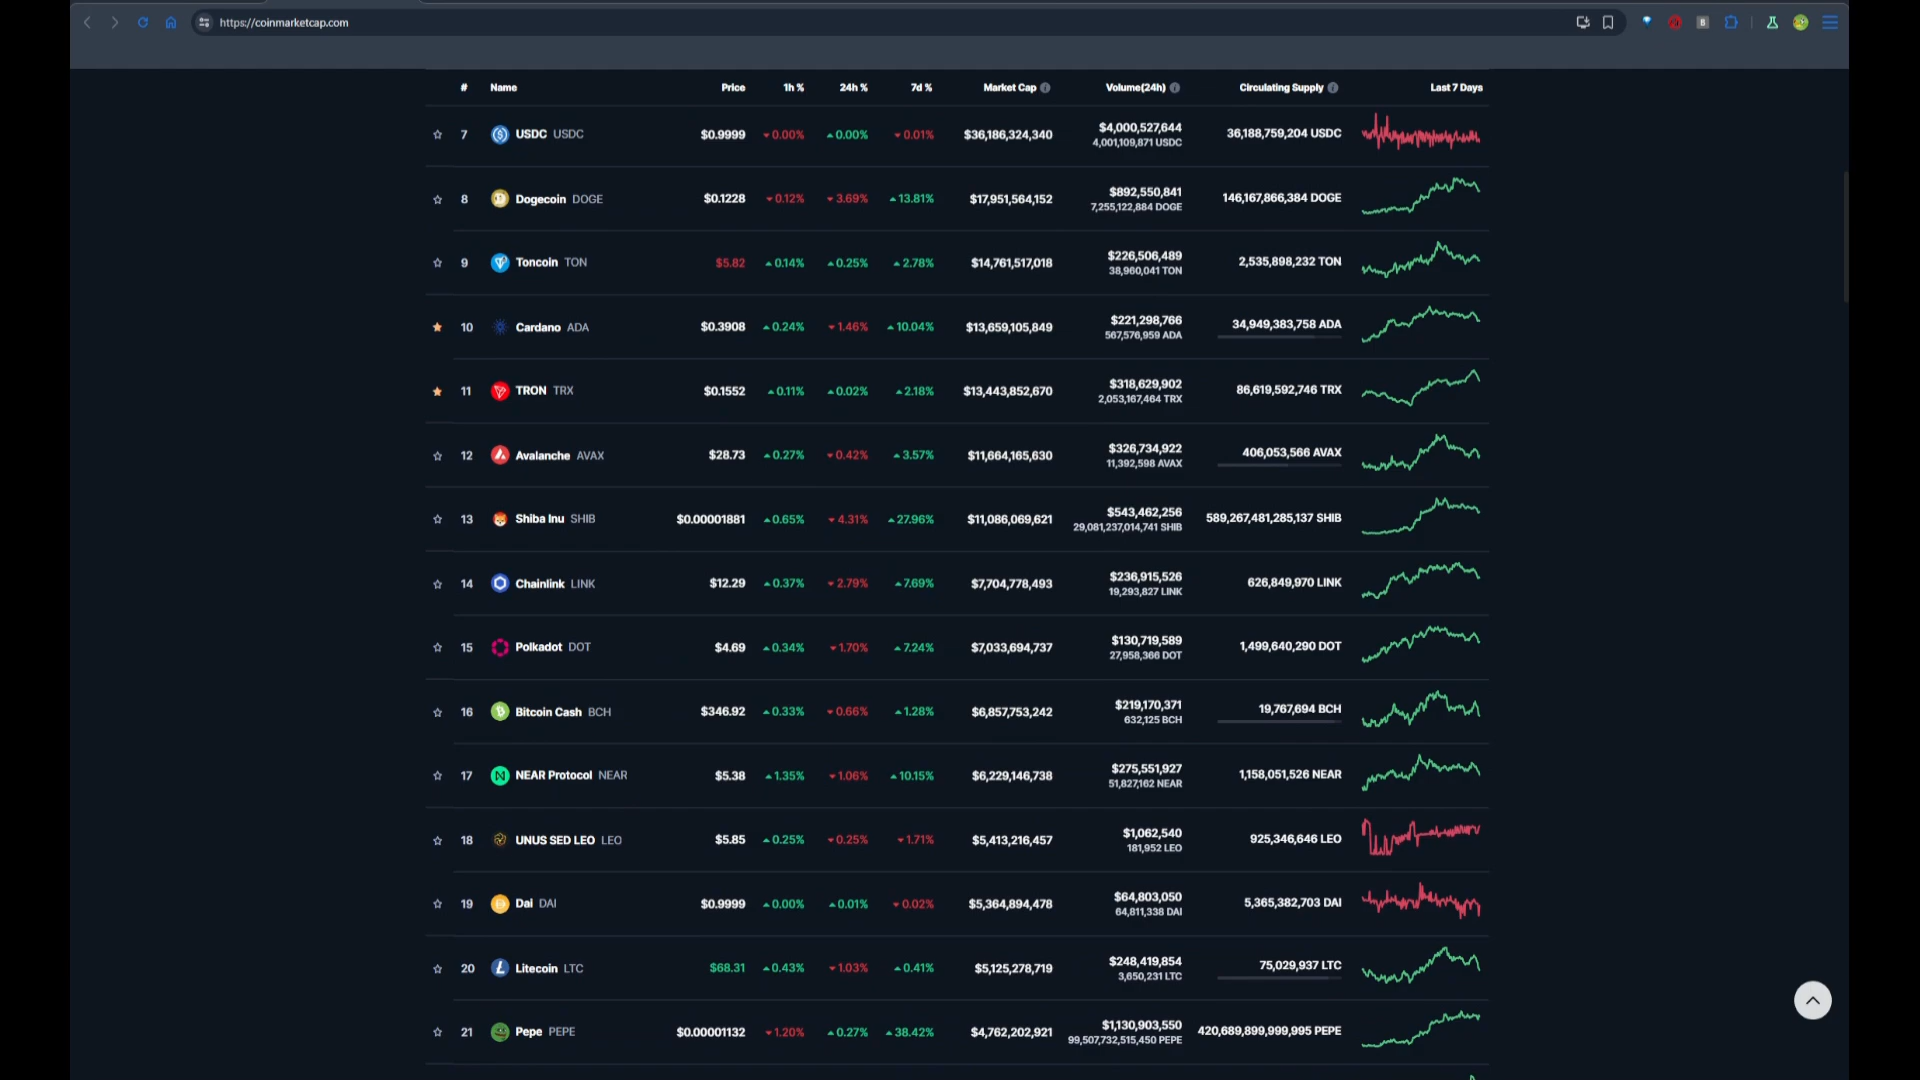 https://coinmarketcap.com
# Name Price 1h % 24h % 7d % Market Cap Volume(24h) Circulating Supply Last 7 Days
7 USDC USDC $0.9999 0.00% 0.00% 0.01% $36,186,324,340 $4,000,527,644 36,188,759,204 USDC
4,001,109,871 USDC
8 Dogecoin DOGE $0.1228 0.12% 3.69% 13.81% $17,951,564,152 $892,550,841 146,167,866,384 DOGE
7,255,122,884 DOGE
9 Toncoin TON $5.82 0.14% 0.25% 2.78% $14,761,517,018 $226,506,489 2,535,898,232 TON
38,960,041 TON
10 Cardano ADA $0.3908 0.24% 1.46% 10.04% $13,659,105,849 $221,298,766 34,949,383,758 ADA
567,576,959 ADA
11 TRON TRX $0.1552 0.11% 0.02% 2.18% $13,443,852,670 $318,629,902 86,619,592,746 TRX
2,053,167,464 TRX
12 Avalanche AVAX $28.73 0.27% 0.42% 3.57% $11,664,165,630 $326,734,922 406,053,566 AVAX
11,392,598 AVAX
13 Shiba Inu SHIB $0.00001881 0.65% 4.31% 27.96% $11,086,069,621 $543,462,256 589,267,481,285,137 SHIB
29,081,237,014,741 SHIB
14 Chainlink LINK $12.29 0.37% 2.79% 7.69% $7,704,778,493 $236,915,526 626,849,970 LINK
19,293,827 LINK
15 Polkadot DOT $4.69 0.34% 1.70% 7.24% $7,033,694,737 $130,719,589 1,499,640,290 DOT
27,958,366 DOT
16 Bitcoin Cash BCH $346.92 0.33% 0.66% 1.28% $6,857,753,242 $219,170,371 19,767,694 BCH
632,125 BCH
17 NEAR Protocol NEAR $5.38 1.35% 1.06% 10.15% $6,229,146,738 $275,551,927 1,158,051,526 NEAR
51,827,162 NEAR
18 UNUS SED LEO LEO $5.85 0.25% 0.25% 1.71% $5,413,216,457 $1,062,540 925,346,646 LEO
181,952 LEO
19 Dai DAI $0.9999 0.00% 0.01% 0.02% $5,364,894,478 $64,803,050 5,365,382,703 DAI
64,811,338 DAI
20 Litecoin LTC $68.31 0.43% 1.03% 0.41% $5,125,278,719 $248,419,854 75,029,937 LTC
3,650,231 LTC
21 Pepe PEPE $0.00001132 1.20% 0.27% 38.42% $4,762,202,921 $1,130,903,550 420,689,899,999,995 PEPE
99,507,732,515,450 PEPE